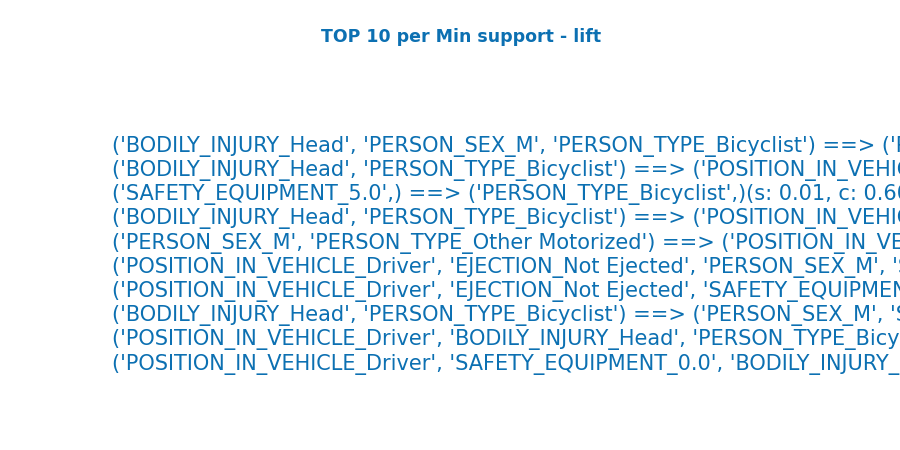 TOP 10 per Min support - lift
('BODILY_INJURY_Head', 'PERSON_SEX_M', 'PERSON_TYPE_Bicyclist') ==> ('
('BODILY_INJURY_Head', 'PERSON_TYPE_Bicyclist') ==> ('POSITION_IN_VEHIC
('SAFETY_EQUIPMENT_5.0',) ==> ('PERSON_TYPE_Bicyclist',)(s: 0.01, c: 0.6
('BODILY_INJURY_Head', 'PERSON_TYPE_Bicyclist') ==> ('POSITION_IN_VEHIC
('PERSON_SEX_M', 'PERSON_TYPE_Other Motorized') ==> ('POSITION_IN_VE
('POSITION_IN_VEHICLE_Driver', 'EJECTION_Not Ejected', 'PERSON_SEX_M', 'S
('POSITION_IN_VEHICLE_Driver', 'EJECTION_Not Ejected', 'SAFETY_EQUIPMEN
('BODILY_INJURY_Head', 'PERSON_TYPE_Bicyclist') ==> ('PERSON_SEX_M', 'S
('POSITION_IN_VEHICLE_Driver', 'BODILY_INJURY_Head', 'PERSON_TYPE_Bicy
('POSITION_IN_VEHICLE_Driver', 'SAFETY_EQUIPMENT_0.0', 'BODILY_INJURY_